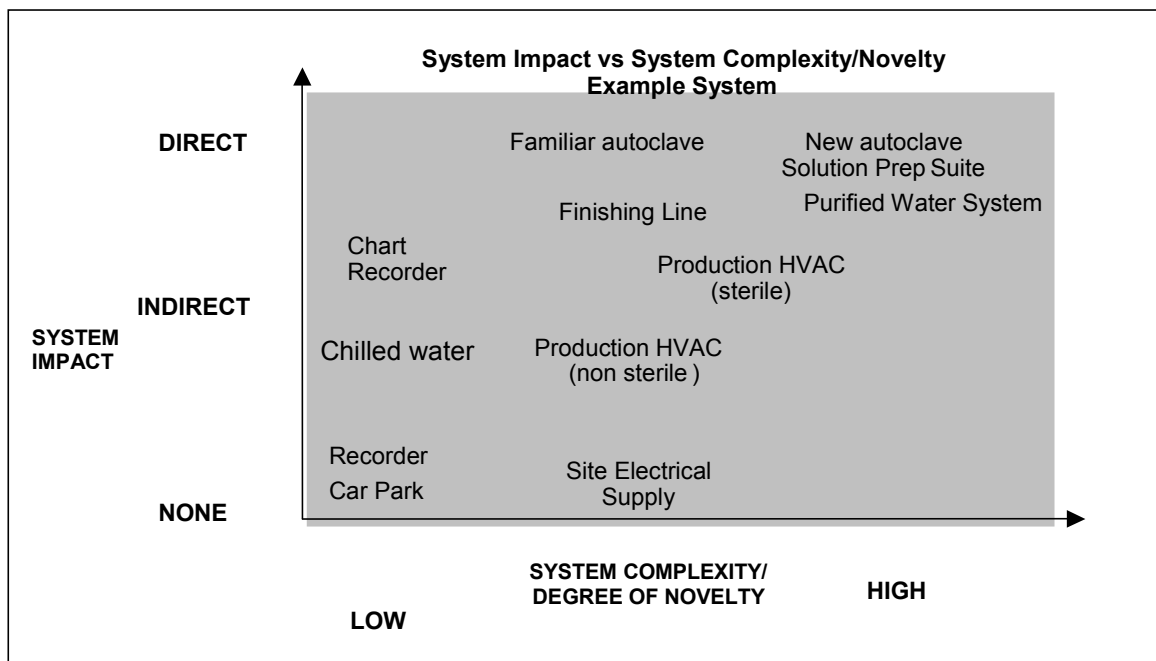 System Impact vs System Complexity/Novelty
Example System
DIRECT
Familiar autoclave
New autoclave
Solution Prep Suite
Purified Water System
Finishing Line
Chart
Recorder
Production HVAC
(sterile)
INDIRECT
SYSTEM
IMPACT
Chilled water
Production HVAC
(non sterile )
Recorder
Car Park
Site Electrical
Supply
NONE
SYSTEM COMPLEXITY/
DEGREE OF NOVELTY
HIGH
LOW